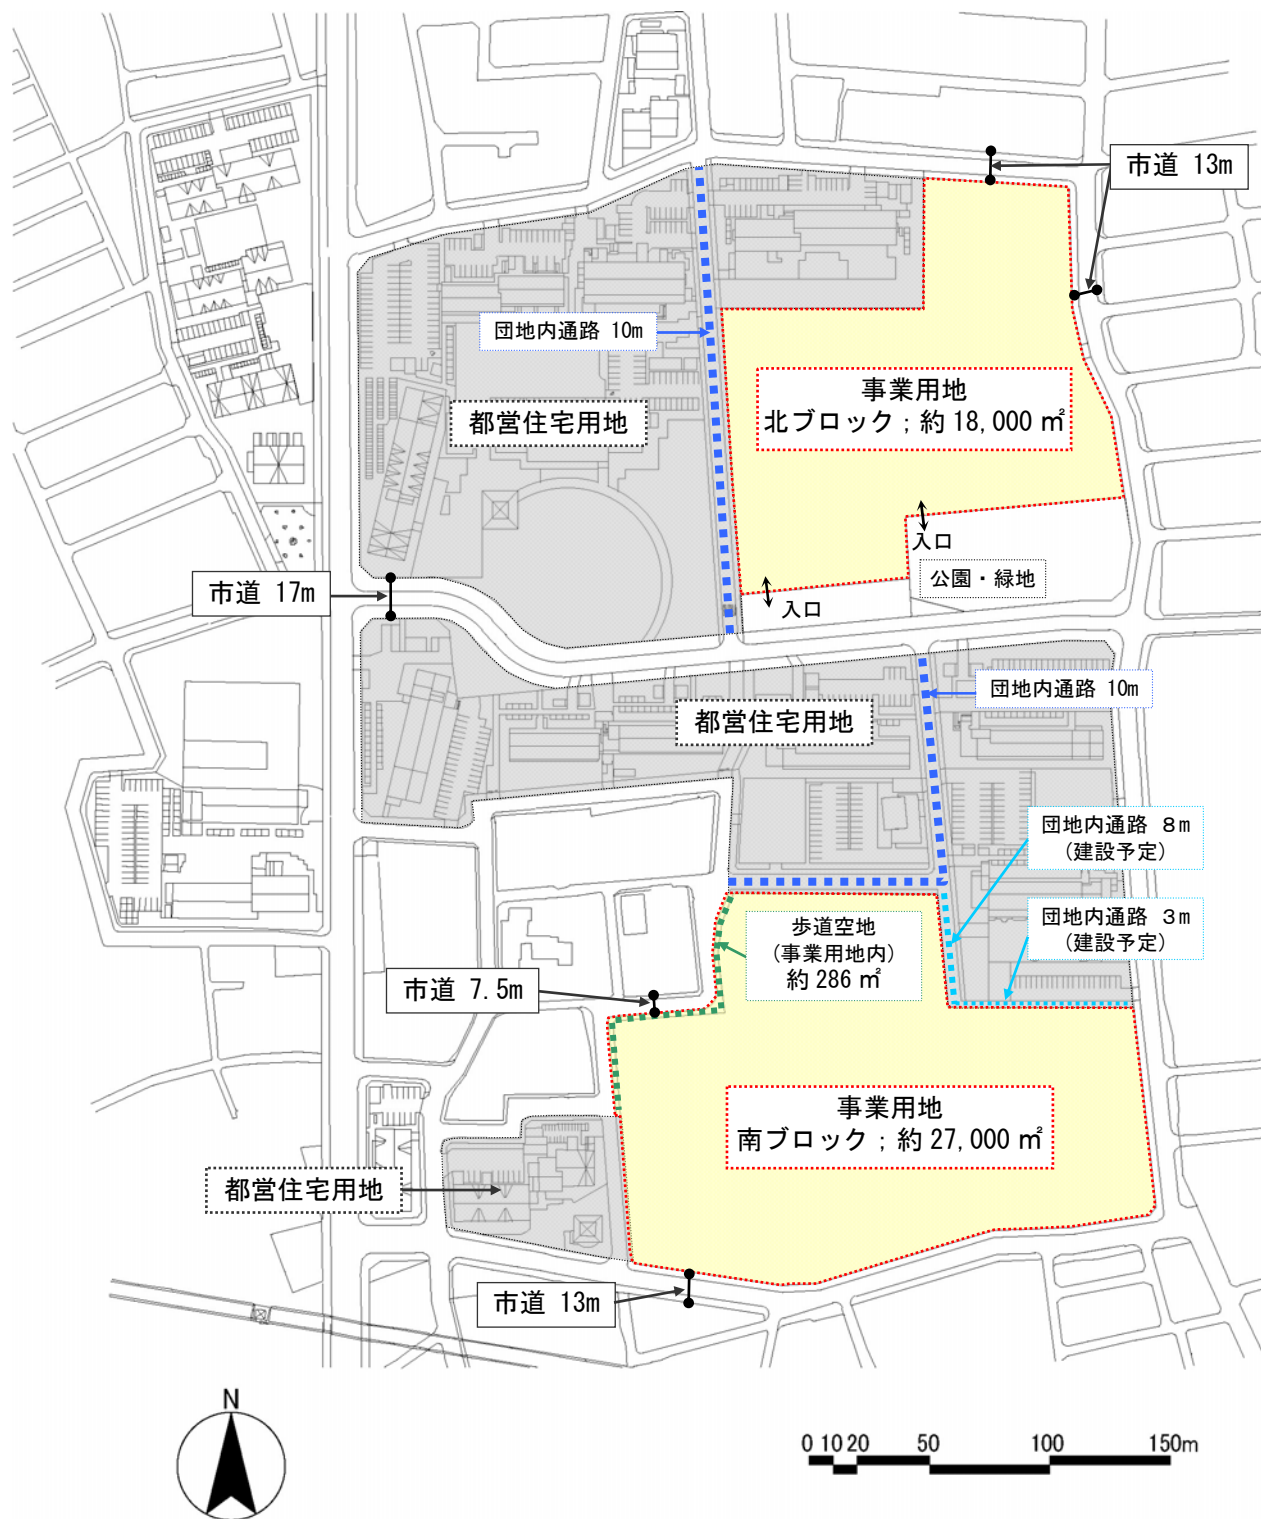 市道 13m
団地内通路 10m
事業用地
北ブロック；約 18,000 ㎡
都営住宅用地
入口
公園・緑地
市道 17m
入口
団地内通路 10m
都営住宅用地
団地内通路 8m
（建設予定）
歩道空地
（事業用地内）
約 286 ㎡
団地内通路 3m
（建設予定）
市道 7.5m
事業用地
南ブロック；約 27,000 ㎡
都営住宅用地
市道 13m
N
0 10 20 50 100 150m